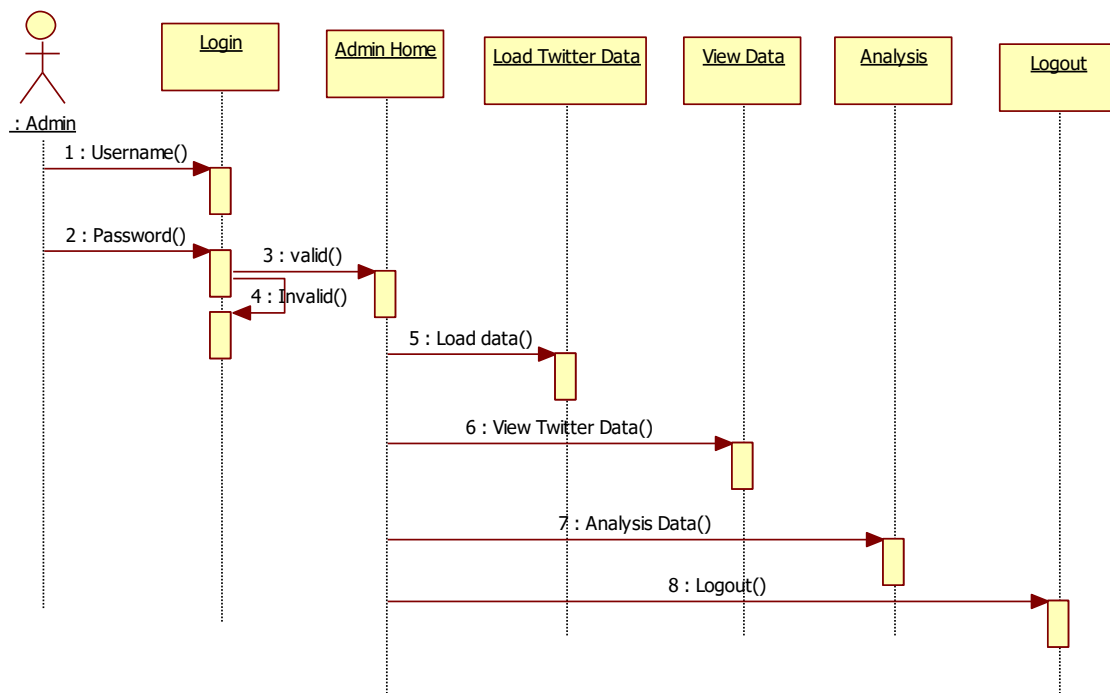 Login
Admin Home
Load Twitter Data
View Data
Analysis
Logout
: Admin
1 : Username()
2 : Password()
3 : valid()
4 : Invalid()
5 : Load data()
6 : View Twitter Data()
7 : Analysis Data()
8 : Logout()